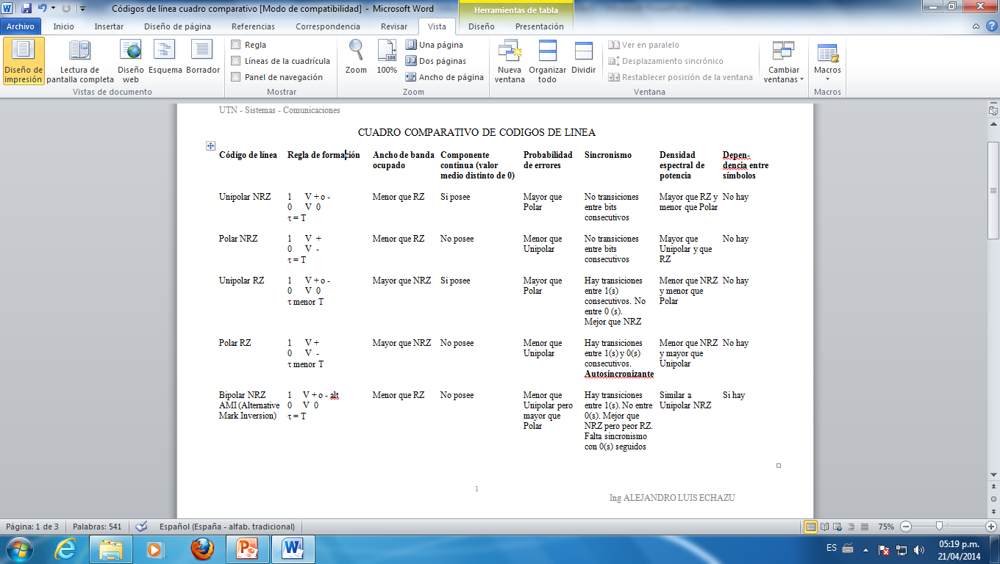 Códigos de línea cuadro comparativo [Modo de compatibilidad] - Microsoft Word
Herramientas de tabla
Archivo Inicio Insertar Diseño de página Referencias Correspondencia Revisar Vista Diseño Presentación
Diseño de impresión
Lectura de pantalla completa
Diseño web
Esquema
Borrador
Vistas de documento
Regla
Líneas de la cuadrícula
Panel de navegación
Mostrar
Zoom
100%
Una página
Dos páginas
Ancho de página
Zoom
Nueva ventana
Organizar todo
Dividir
Ver en paralelo
Desplazamiento sincrónico
Restablecer posición de la ventana
Ventana
Cambiar ventanas
Macros
Macros
UTN - Sistemas - Comunicaciones
CUADRO COMPARATIVO DE CODIGOS DE LINEA
Código de línea Regla de formación Ancho de banda Componente Probabilidad Sincronismo Densidad Depen-
ocupado continua (valor de errores espectral de dencia entre
medio distinto de 0) potencia símbolos
Unipolar NRZ 1 V + o - Menor que RZ Si posee Mayor que No transiciones Mayor que RZ y No hay
0 V 0 Polar entre bits menor que Polar
τ = T consecutivos
Polar NRZ 1 V + Menor que RZ No posee Menor que No transiciones Mayor que No hay
0 V - Unipolar entre bits Unipolar y que
τ = T consecutivos RZ
Unipolar RZ 1 V + o - Mayor que NRZ Si posee Mayor que Hay transiciones Menor que NRZ No hay
0 V 0 Polar entre 1(s) y menor que
τ menor T consecutivos. No Polar
entre 0 (s).
Mejor que NRZ
Polar RZ 1 V + Mayor que NRZ No posee Menor que Hay transiciones Menor que NRZ No hay
0 V - Unipolar entre 1(s) y 0(s) y mayor que
τ menor T consecutivos. Unipolar
Autosincronizante
Bipolar NRZ 1 V + o - alt Menor que RZ No posee Menor que Hay transiciones Similar a Si hay
AMI (Alternative 0 V 0 Unipolar pero entre 1(s). No entre Unipolar NRZ
Mark Inversion) τ = T mayor que 0(s). Mejor que
Polar NRZ pero peor RZ.
Falta sincronismo
con 0(s) seguidos
1
Ing ALEJANDRO LUIS ECHAZU
Página: 1 de 3 Palabras: 541 Español (España - alfab. tradicional) 75%
ES 05:19 p.m.
21/04/2014